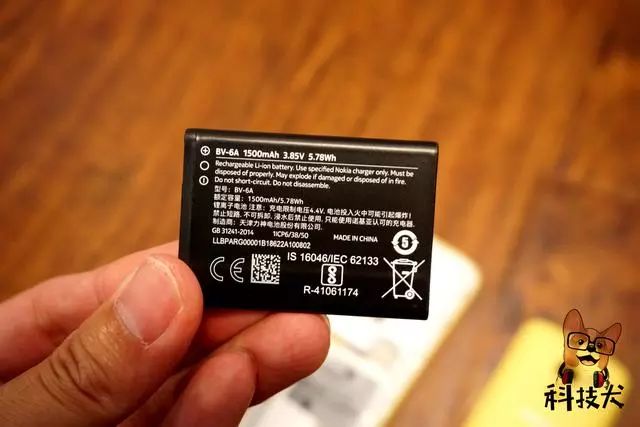 BV-6A 1500mAh 3.85V 5.78Wh
Rechargeable Li-ion battery. Use specified Nokia charger only. Must be
disposed of properly. May explode if damaged or disposed of in fire.
Do not short-circuit. Do not disassemble.
型号: BV-6A
额定容量: 1500mAh/5.78Wh
锂离子电池 注意: 充电限制电压4.4V. 电池投入火中可能引起爆炸!
禁止短路. 不可拆卸. 浸水后禁止使用. 只能使用诺基亚认可的充电器.
制造商: 天津力神电池股份有限公司
GB 31241-2014 1ICP6/38/50
MADE IN CHINA
LLBPARG00001B18622A100802
5
IS 16046/IEC 62133
CE
R-41061174
科技犬